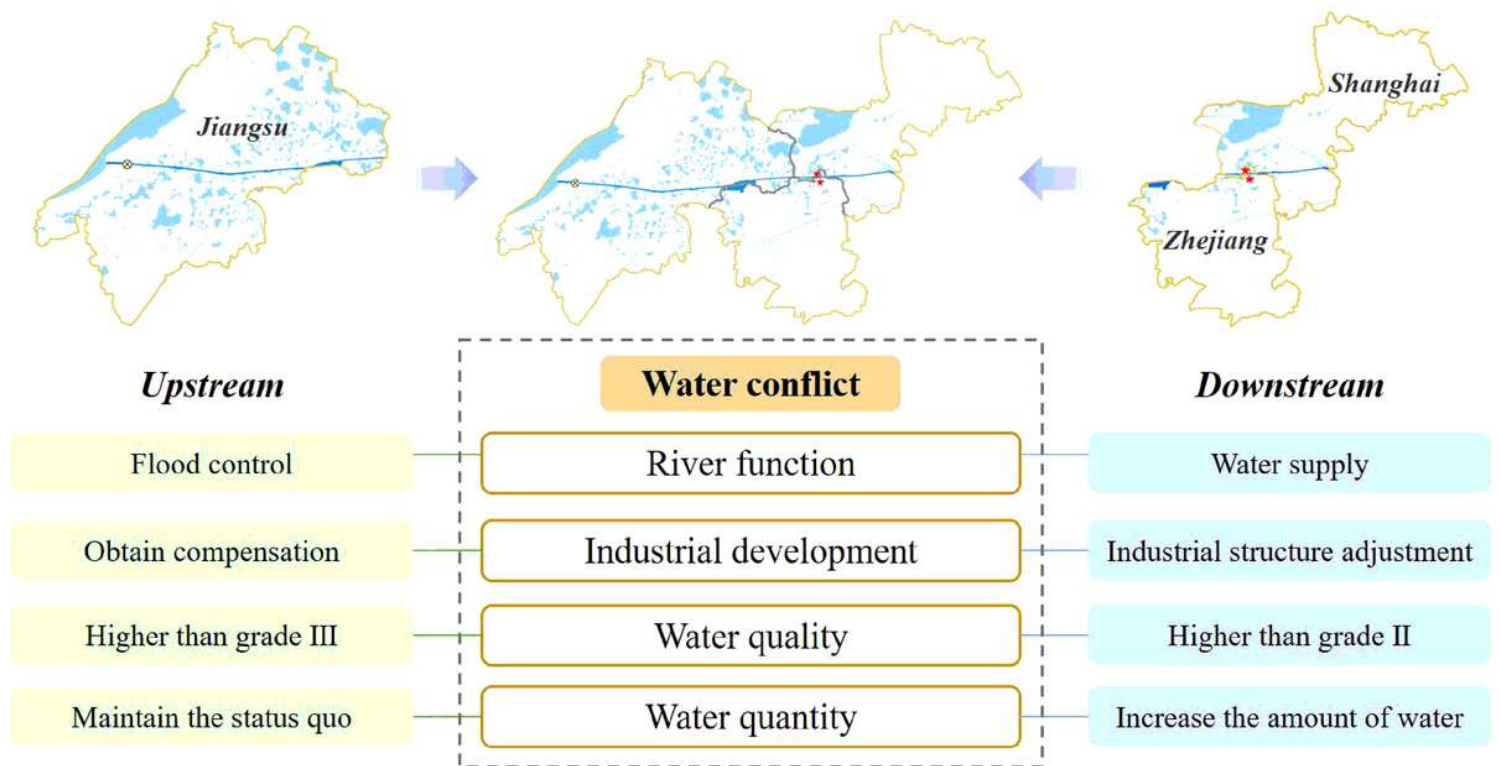 Jiangsu
Shanghai
Zhejiang
Upstream
Water conflict
Downstream
Flood control
River function
Water supply
Obtain compensation
Industrial development
Industrial structure adjustment
Higher than grade III
Water quality
Higher than grade II
Maintain the status quo
Water quantity
Increase the amount of water